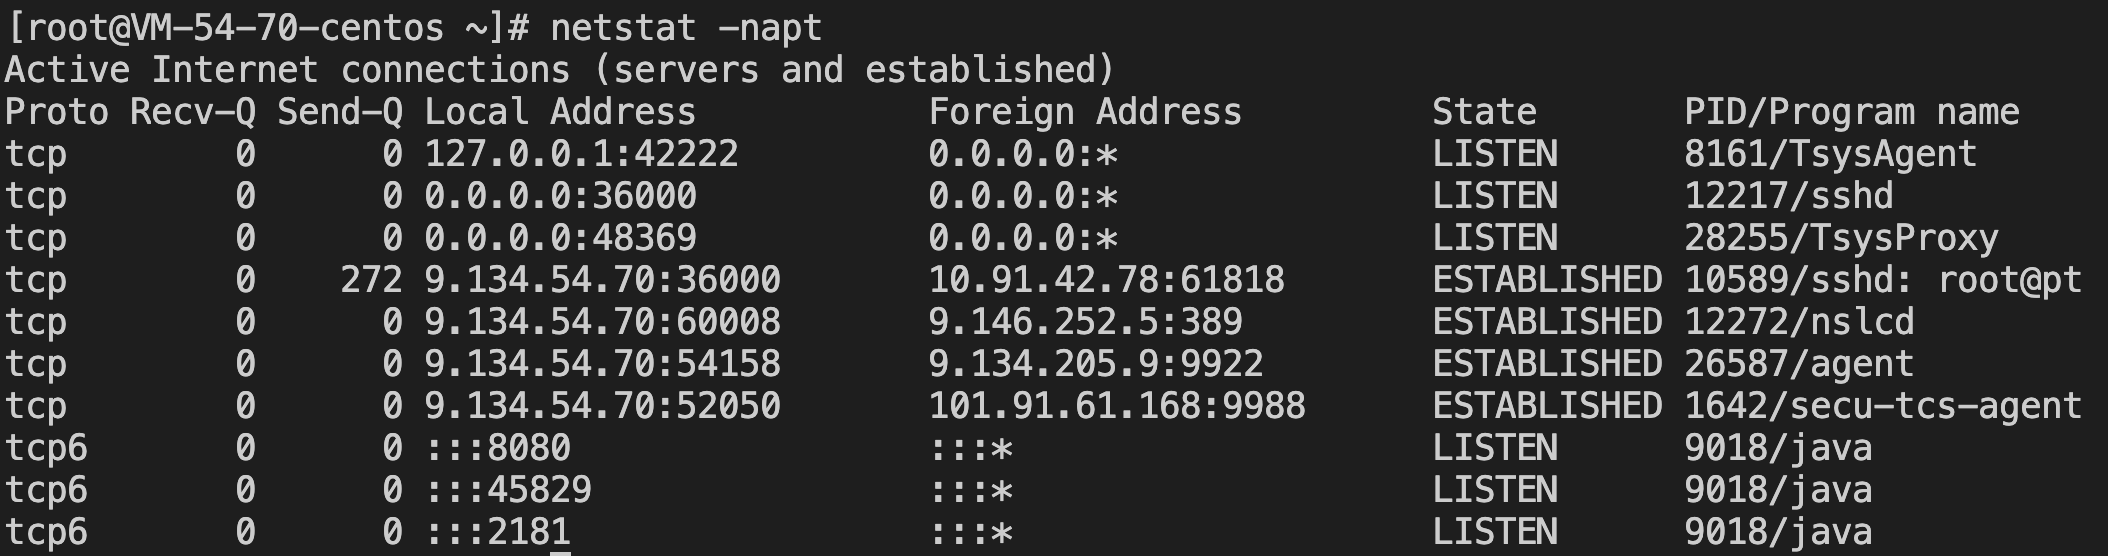 [root@VM-54-70-centos ~]# netstat -napt
Active Internet connections (servers and established)
Proto Recv-Q Send-Q Local Address           Foreign Address         State       PID/Program name
tcp        0      0 127.0.0.1:42222         0.0.0.0:*               LISTEN      8161/TsysAgent
tcp        0      0 0.0.0.0:36000           0.0.0.0:*               LISTEN      12217/sshd
tcp        0      0 0.0.0.0:48369           0.0.0.0:*               LISTEN      28255/TsysProxy
tcp        0    272 9.134.54.70:36000       10.91.42.78:61818       ESTABLISHED 10589/sshd: root@pt
tcp        0      0 9.134.54.70:60008       9.146.252.5:389         ESTABLISHED 12272/nslcd
tcp        0      0 9.134.54.70:54158       9.134.205.9:9922        ESTABLISHED 26587/agent
tcp        0      0 9.134.54.70:52050       101.91.61.168:9988      ESTABLISHED 1642/secu-tcs-agent
tcp6       0      0 :::8080                 :::*                    LISTEN      9018/java
tcp6       0      0 :::45829                :::*                    LISTEN      9018/java
tcp6       0      0 :::2181                 :::*                    LISTEN      9018/java